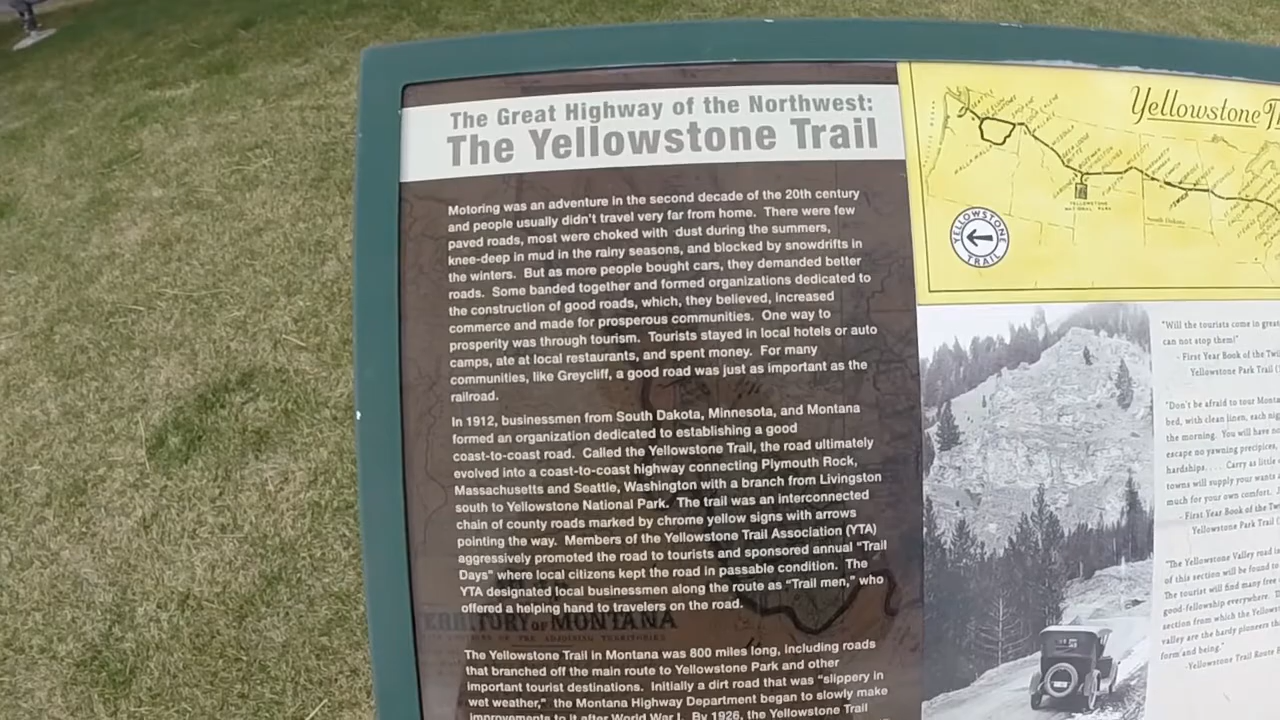 The Great Highway of the Northwest:
The Yellowstone Trail
Motoring was an adventure in the second decade of the 20th century
and people usually didn't travel very far from home. There were few
paved roads, most were choked with dust during the summers,
knee-deep in mud in the rainy seasons, and blocked by snowdrifts in
the winters. But as more people bought cars, they demanded better
roads. Some banded together and formed organizations dedicated to
the construction of good roads, which, they believed, increased
commerce and made for prosperous communities. One way to
prosperity was through tourism. Tourists stayed in local hotels or auto
camps, ate at local restaurants, and spent money. For many
communities, like Greycliff, a good road was just as important as the
railroad.
In 1912, businessmen from South Dakota, Minnesota, and Montana
formed an organization dedicated to establishing a good
coast-to-coast road. Called the Yellowstone Trail, the road ultimately
evolved into a coast-to-coast highway connecting Plymouth Rock,
Massachusetts and Seattle, Washington with a branch from Livingston
south to Yellowstone National Park. The trail was an interconnected
chain of county roads marked by chrome yellow signs with arrows
pointing the way. Members of the Yellowstone Trail Association (YTA)
aggressively promoted the road to tourists and sponsored annual "Trail
Days" where local citizens kept the road in passable condition. The
YTA designated local businessmen along the route as "Trail men," who
offered a helping hand to travelers on the road.
TERRITORY OF MONTANA
The Yellowstone Trail in Montana was 800 miles long, including roads
that branched off the main route to Yellowstone Park and other
important tourist destinations. Initially a dirt road that was "slippery in
wet weather," the Montana Highway Department began to slowly make
improvements to it after World War I. By 1926, the Yellowstone Trail
Yellowstone
WALLA WALLA
YELLOWSTONE
NATIONAL PARK
South Dakota
YELLOWSTONE
TRAIL
"Will the tourists come in
can not stop them!"
- First Year Book of the
Yellowstone Park Trail
"Don't be afraid to tour
bed, with clean linen, each
the morning. You will have
escape no yawning precipices,
hardships.... Carry as little
towns will supply your wants
much for your own comfort.
- First Year Book of the
Yellowstone Park Trail
"The Yellowstone Valley road
of this section will be found to
The tourist will find many free
good-fellowship everywhere.
section from which the
valley are the hardy pioneers
form and being."
-Yellowstone Trail Route